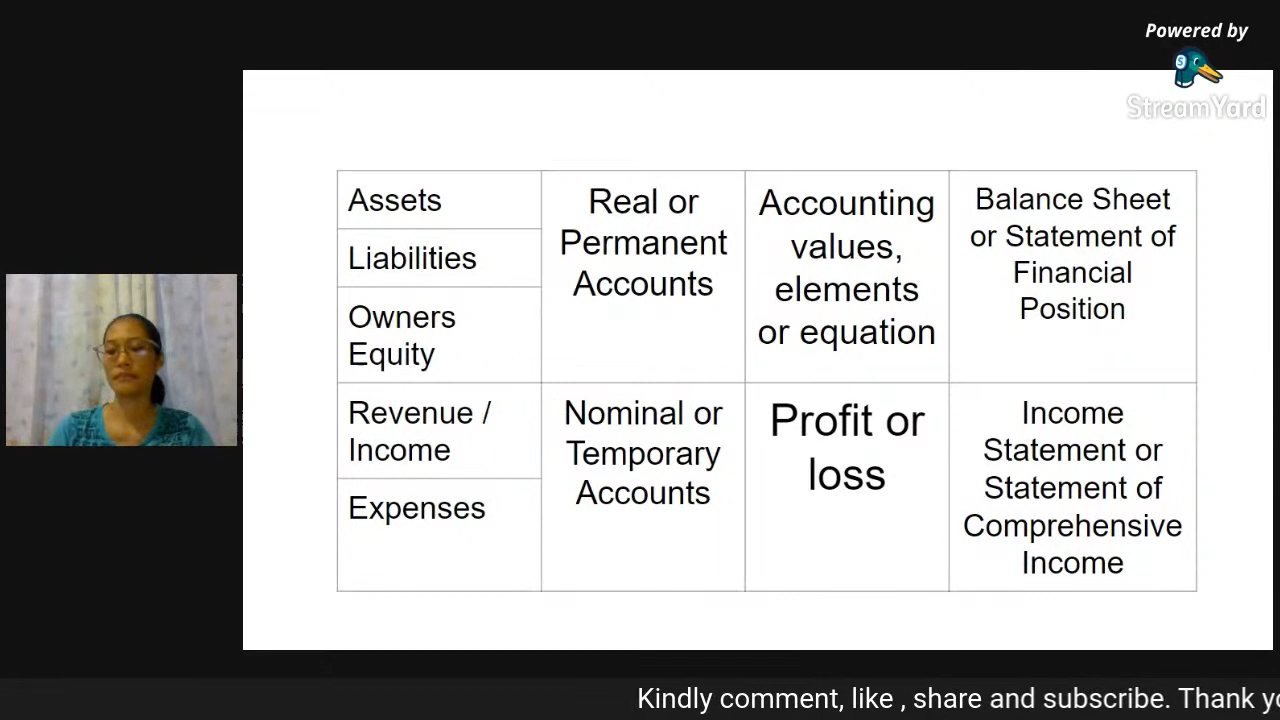 Powered by
StreamYard
Assets
Liabilities
Owners
Equity
Real or
Permanent
Accounts
Accounting
values,
elements
or equation
Balance Sheet
or Statement of
Financial
Position
Revenue /
Income
Expenses
Nominal or
Temporary
Accounts
Profit or
loss
Income
Statement or
Statement of
Comprehensive
Income
Kindly comment, like , share and subscribe. Thank yo